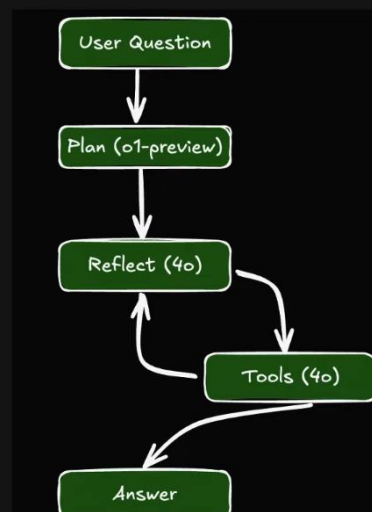 User Question
Plan (o1-preview)
Reflect (4o)
Tools (4o)
Answer